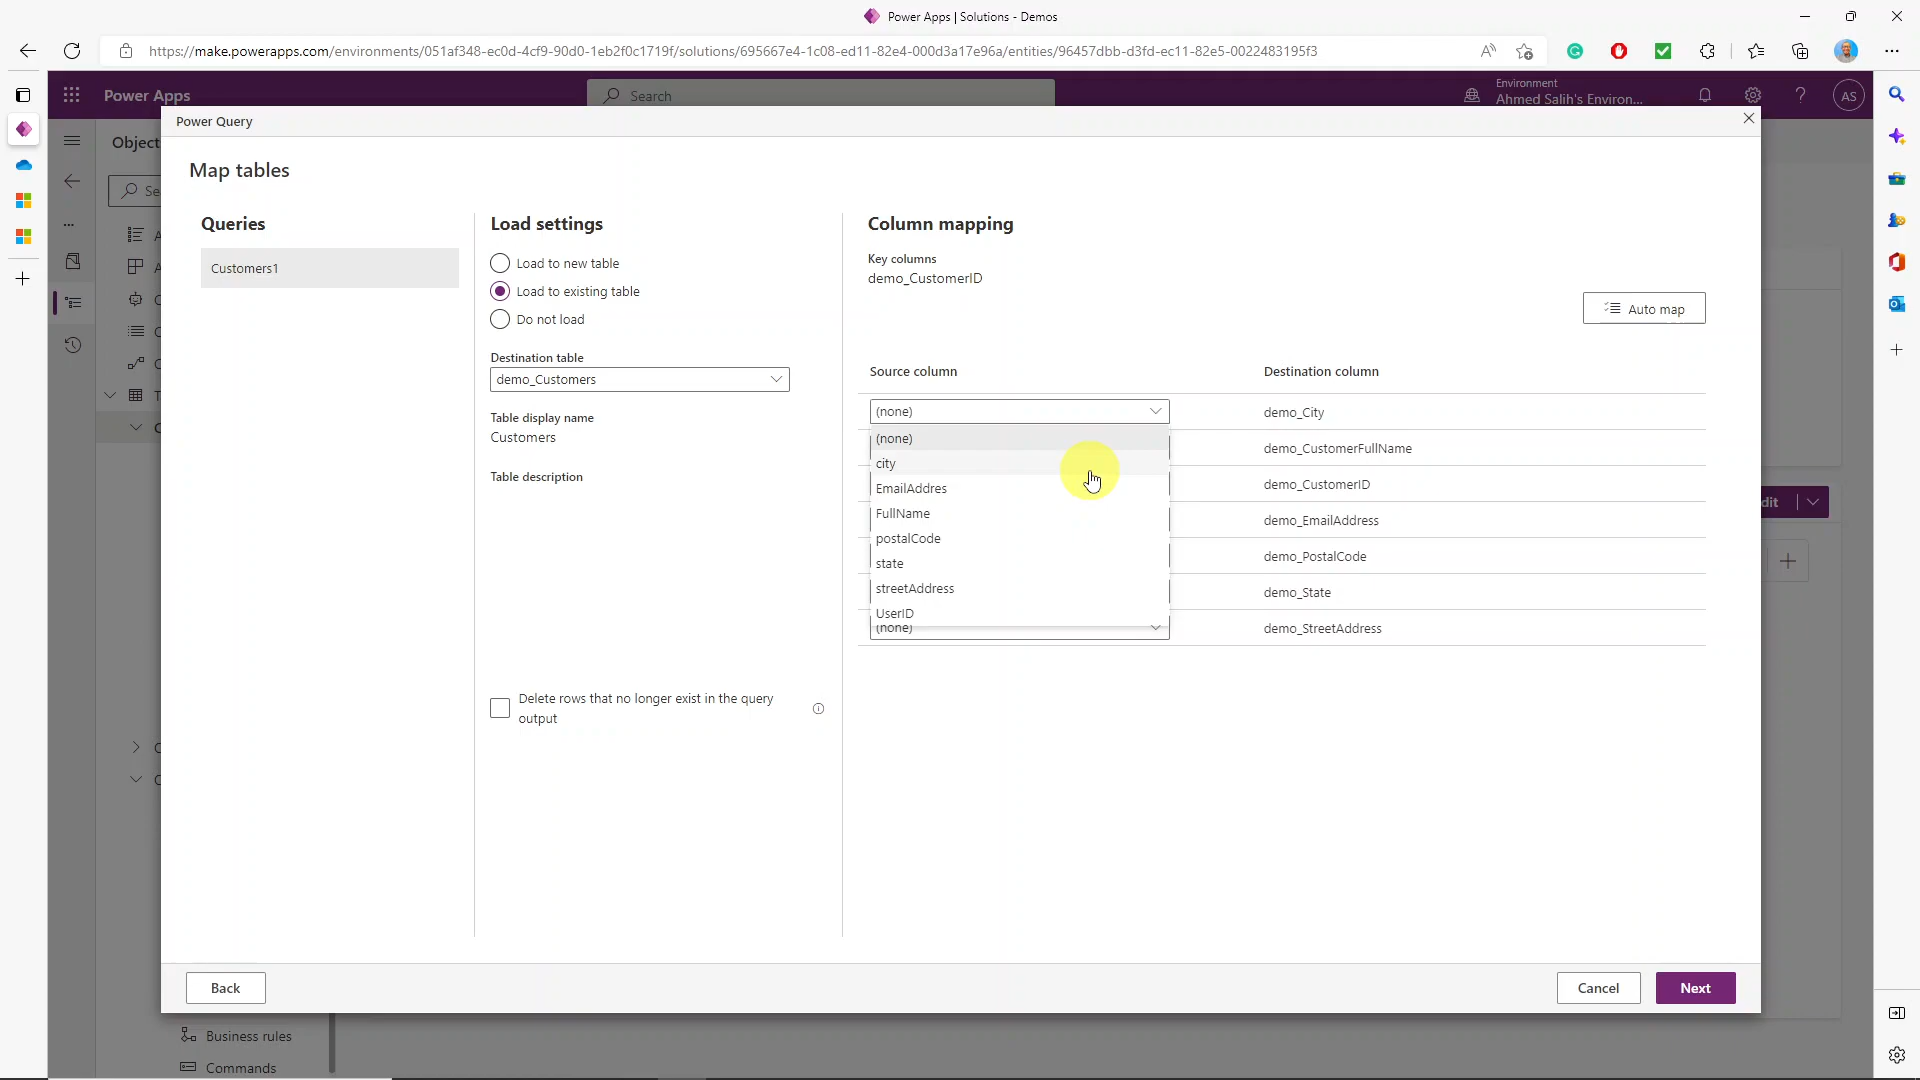 Power Apps | Solutions - Demos
https://make.powerapps.com/environments/051af348-ec0d-4cf9-90d0-1eb2f0c1719f/solutions/695667e4-1c08-ed11-82e4-000d3a17e96a/entities/96457dbb-d3fd-ec11-82e5-0022483195f3
Power Apps
Search
Environment
Ahmed Salih's Environ...
AS
Power Query
Map tables
Queries
Customers1
Load settings
Load to new table
Load to existing table
Do not load
Destination table
demo_Customers
Table display name
Customers
Table description
Delete rows that no longer exist in the query
output
Column mapping
Key columns
demo_CustomerID
Auto map
Source column
Destination column
(none)
demo_City
(none)
city
EmailAddres
FullName
postalCode
state
streetAddress
UserID
(none)
demo_CustomerFullName
demo_CustomerID
demo_EmailAddress
demo_PostalCode
demo_State
demo_StreetAddress
Back
Cancel
Next
Business rules
Commands